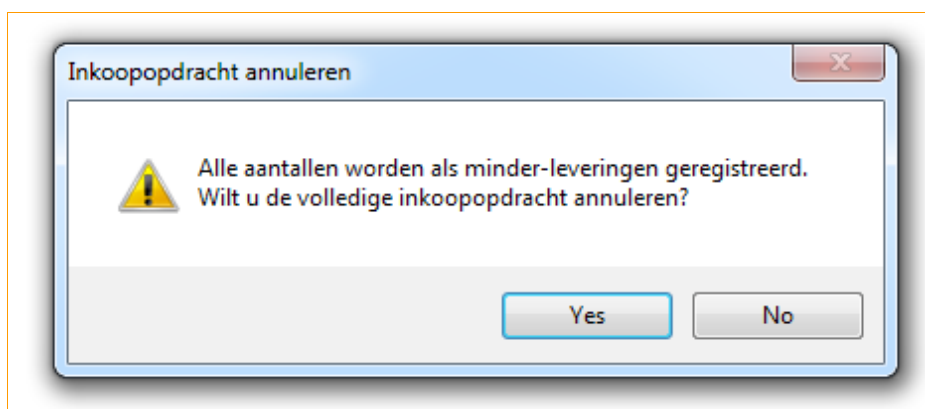 Inkoopopdracht annuleren
Alle aantallen worden als minder-leveringen geregistreerd.
Wilt u de volledige inkoopopdracht annuleren?
Yes
No